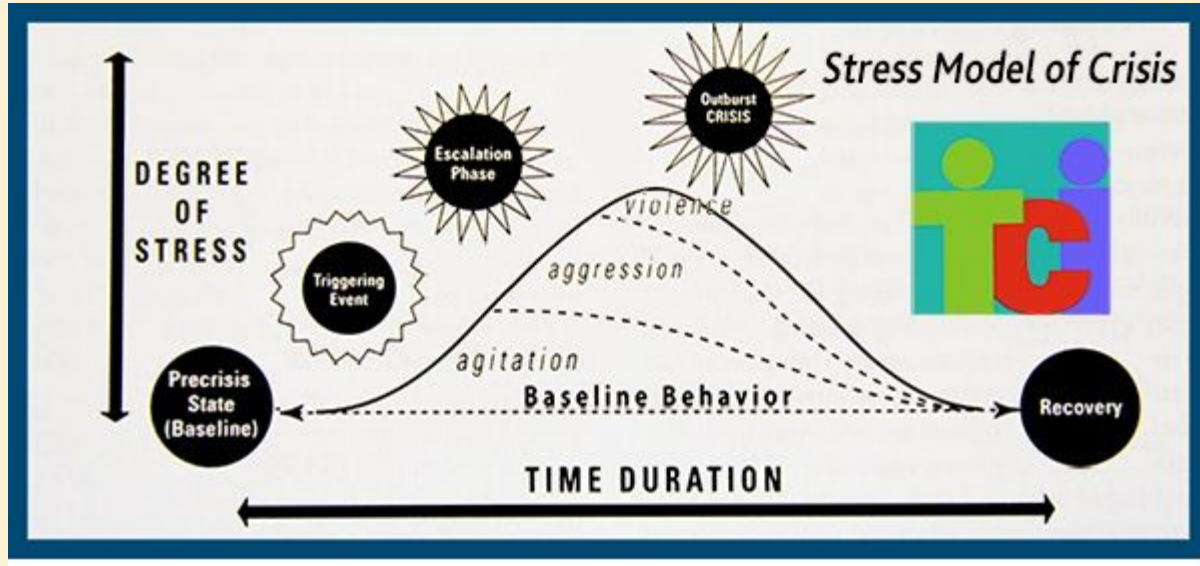 Stress Model of Crisis
DEGREE
OF
STRESS
Outburst
CRISIS
Escalation
Phase
Triggering
Event
violence
aggression
agitation
Precrisis
State
(Baseline)
Baseline Behavior
Recovery
TIME DURATION
TCI